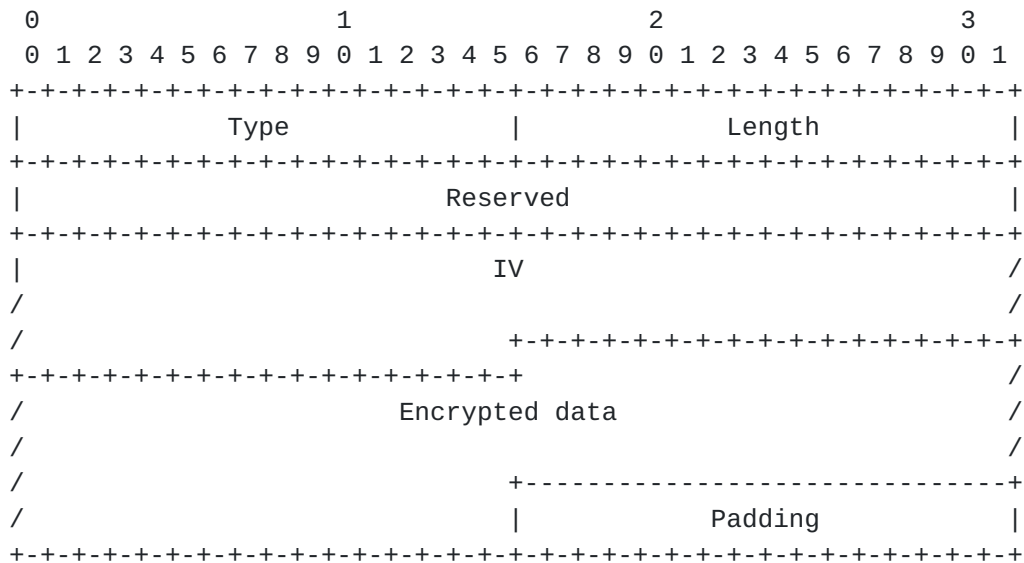 0                   1                   2                   3
 0 1 2 3 4 5 6 7 8 9 0 1 2 3 4 5 6 7 8 9 0 1 2 3 4 5 6 7 8 9 0 1
+-+-+-+-+-+-+-+-+-+-+-+-+-+-+-+-+-+-+-+-+-+-+-+-+-+-+-+-+-+-+-+-+
|             Type              |             Length            |
+-+-+-+-+-+-+-+-+-+-+-+-+-+-+-+-+-+-+-+-+-+-+-+-+-+-+-+-+-+-+-+-+
|                           Reserved                            |
+-+-+-+-+-+-+-+-+-+-+-+-+-+-+-+-+-+-+-+-+-+-+-+-+-+-+-+-+-+-+-+-+
|                              IV                               /
/                                                               /
/                               +-+-+-+-+-+-+-+-+-+-+-+-+-+-+-+-+
+-+-+-+-+-+-+-+-+-+-+-+-+-+-+-+-+                               /
/                        Encrypted data                         /
/                                                               /
/                               +-------------------------------+
/                               |            Padding            |
+-+-+-+-+-+-+-+-+-+-+-+-+-+-+-+-+-+-+-+-+-+-+-+-+-+-+-+-+-+-+-+-+